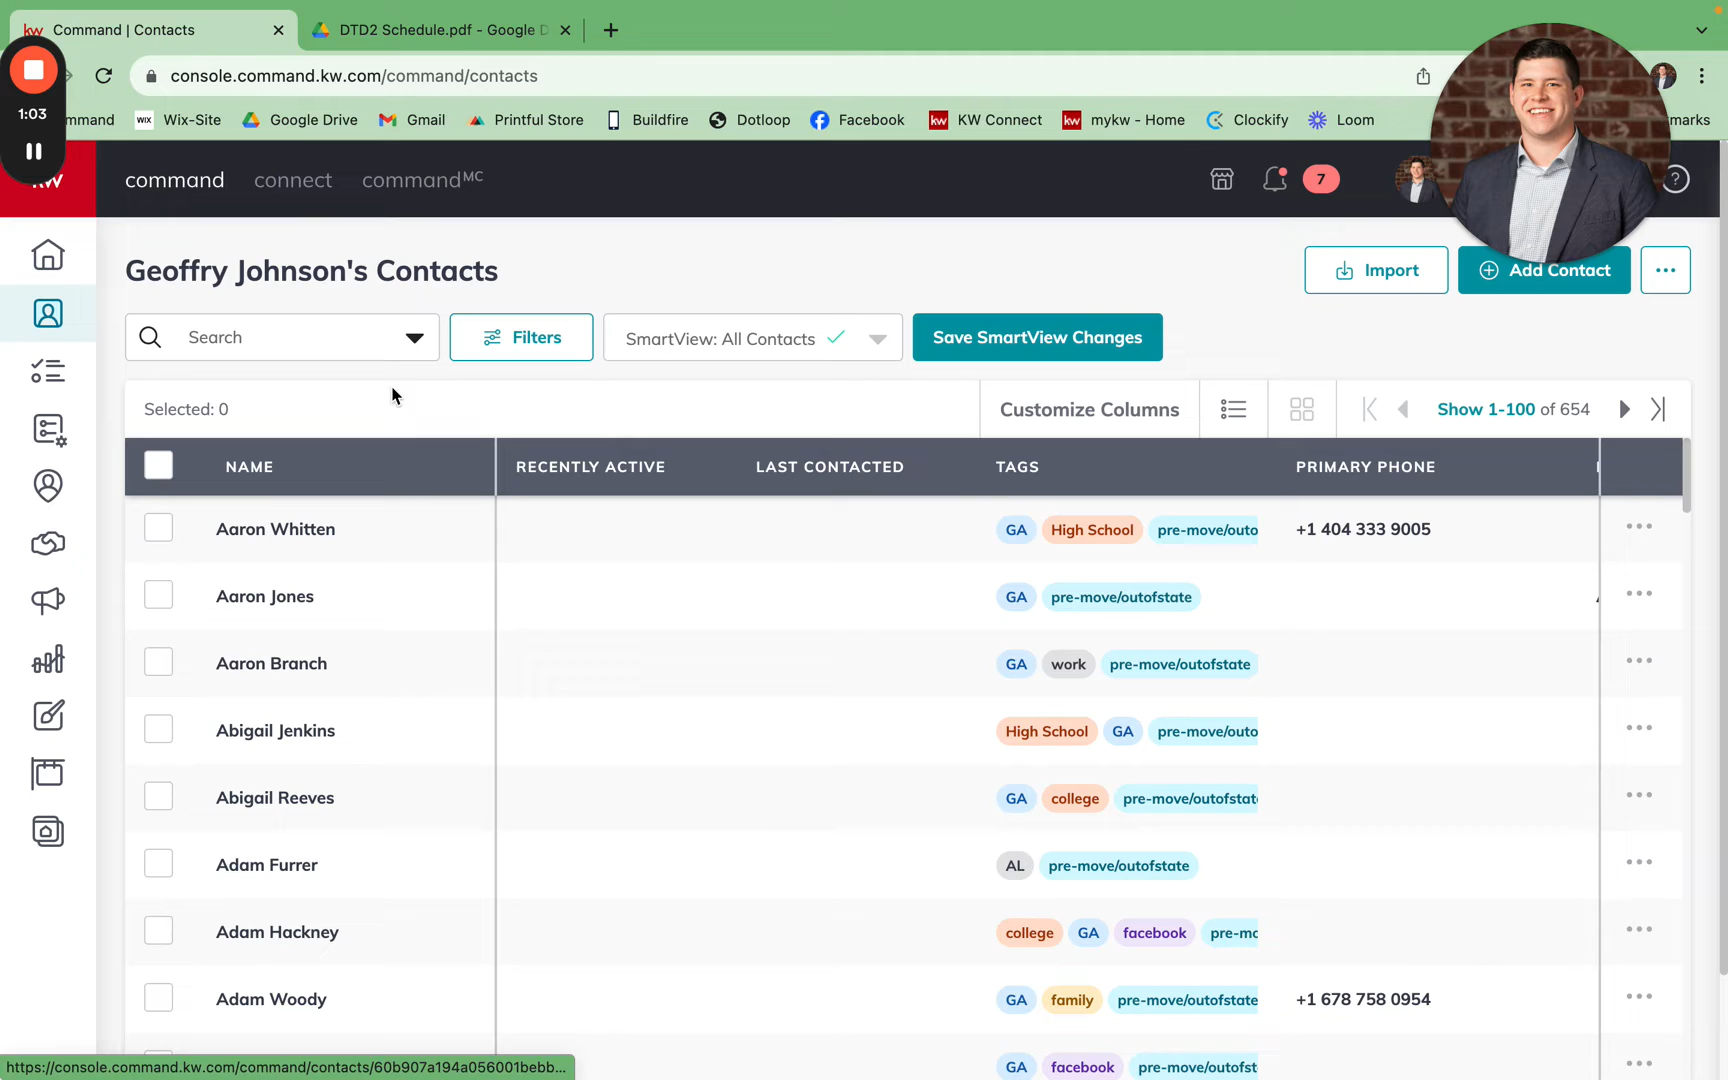 kw Command | Contacts
DTD2 Schedule.pdf - Google D
console.command.kw.com/command/contacts
1:03
mmand
WIX Wix-Site
Google Drive
Gmail
Printful Store
Buildfire
Dotloop
Facebook
kw KW Connect
kw mykw - Home
Clockify
Loom
marks
kw
command
connect
commandMC
7
?
Geoffry Johnson's Contacts
Import
Add Contact
Search
Filters
SmartView: All Contacts
Save SmartView Changes
Selected: 0
Customize Columns
Show 1-100 of 654
NAME RECENTLY ACTIVE LAST CONTACTED TAGS PRIMARY PHONE
Aaron Whitten GA High School pre-move/outo +1 404 333 9005
Aaron Jones GA pre-move/outofstate
Aaron Branch GA work pre-move/outofstate
Abigail Jenkins High School GA pre-move/outo
Abigail Reeves GA college pre-move/outofstat
Adam Furrer AL pre-move/outofstate
Adam Hackney college GA facebook pre-mo
Adam Woody GA family pre-move/outofstate +1 678 758 0954
GA facebook pre-move/outofst
https://console.command.kw.com/command/contacts/60b907a194a056001bebb...